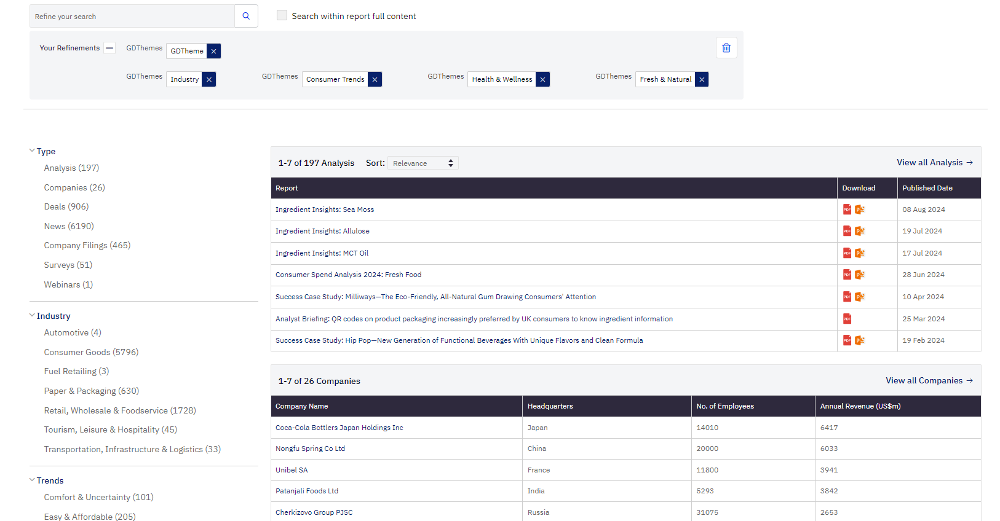 Refine your search
Search within report full content
Your Refinements
GDThemes GDTheme
GDThemes Industry GDThemes Consumer Trends GDThemes Health & Wellness GDThemes Fresh & Natural
Type
Analysis (197)
Companies (26)
Deals (906)
News (6190)
Company Filings (465)
Surveys (51)
Webinars (1)
Industry
Automotive (4)
Consumer Goods (5796)
Fuel Retailing (3)
Paper & Packaging (630)
Retail, Wholesale & Foodservice (1728)
Tourism, Leisure & Hospitality (45)
Transportation, Infrastructure & Logistics (33)
Trends
Comfort & Uncertainty (101)
Easy & Affordable (205)
1-7 of 197 Analysis Sort: Relevance View all Analysis →
Report Download Published Date
Ingredient Insights: Sea Moss PDF P 08 Aug 2024
Ingredient Insights: Allulose PDF P 19 Jul 2024
Ingredient Insights: MCT Oil PDF P 17 Jul 2024
Consumer Spend Analysis 2024: Fresh Food PDF P 28 Jun 2024
Success Case Study: Milliways—The Eco-Friendly, All-Natural Gum Drawing Consumers' Attention PDF P 10 Apr 2024
Analyst Briefing: QR codes on product packaging increasingly preferred by UK consumers to know ingredient information PDF 25 Mar 2024
Success Case Study: Hip Pop—New Generation of Functional Beverages With Unique Flavors and Clean Formula PDF P 19 Feb 2024
1-7 of 26 Companies View all Companies →
Company Name Headquarters No. of Employees Annual Revenue (US$m)
Coca-Cola Bottlers Japan Holdings Inc Japan 14010 6417
Nongfu Spring Co Ltd China 20000 6033
Unibel SA France 11800 3941
Patanjali Foods Ltd India 5293 3842
Cherkizovo Group PJSC Russia 31075 2653